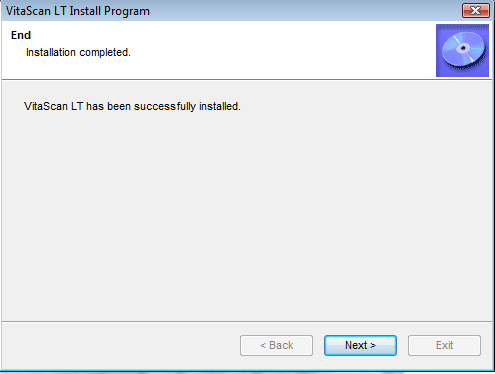 VitaScan LT Install Program
End
Installation completed.
VitaScan LT has been successfully installed.
< Back
Next >
Exit